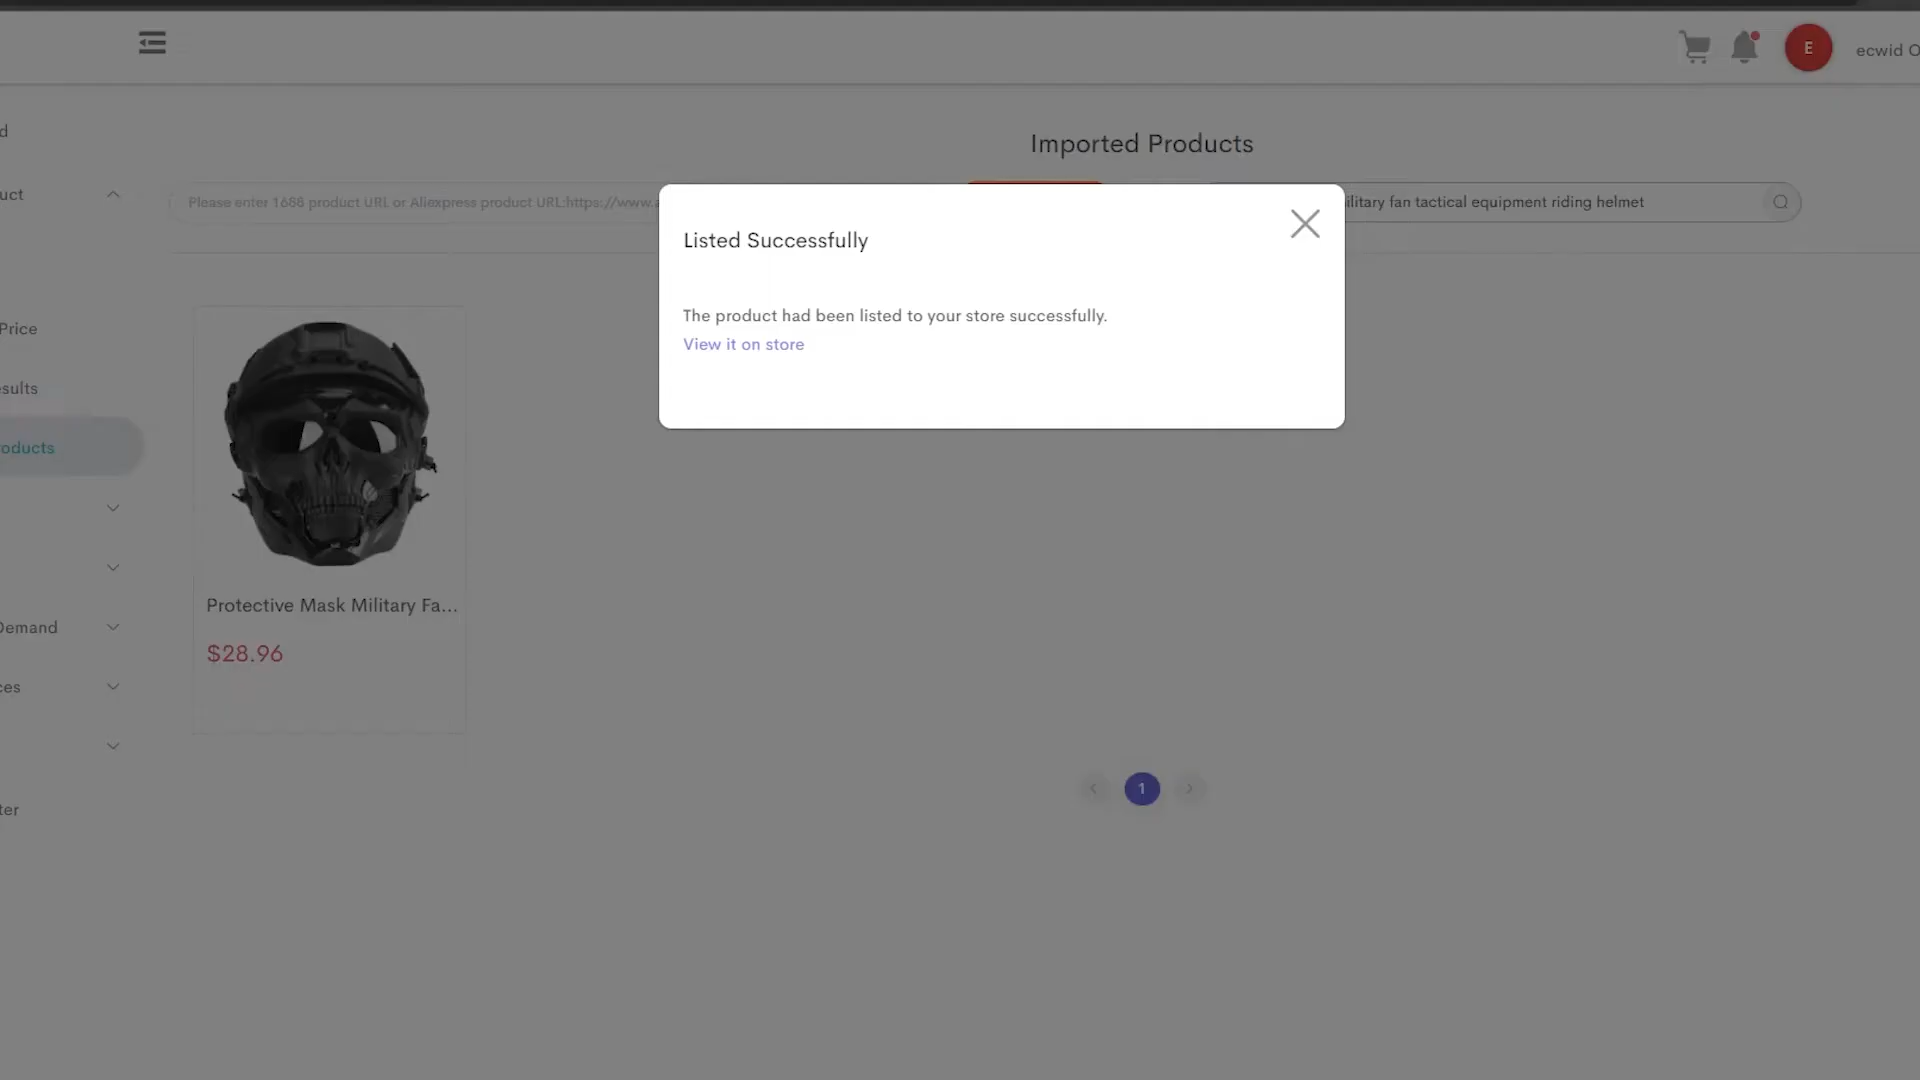 E
ecwid O
d
Imported Products
uct
Please enter 1688 product URL or Aliexpress product URL:https://www.a
ilitary fan tactical equipment riding helmet
Listed Successfully
The product had been listed to your store successfully.
View it on store
Price
esults
oducts
Protective Mask Military Fa...
Demand
$28.96
ces
1
ter